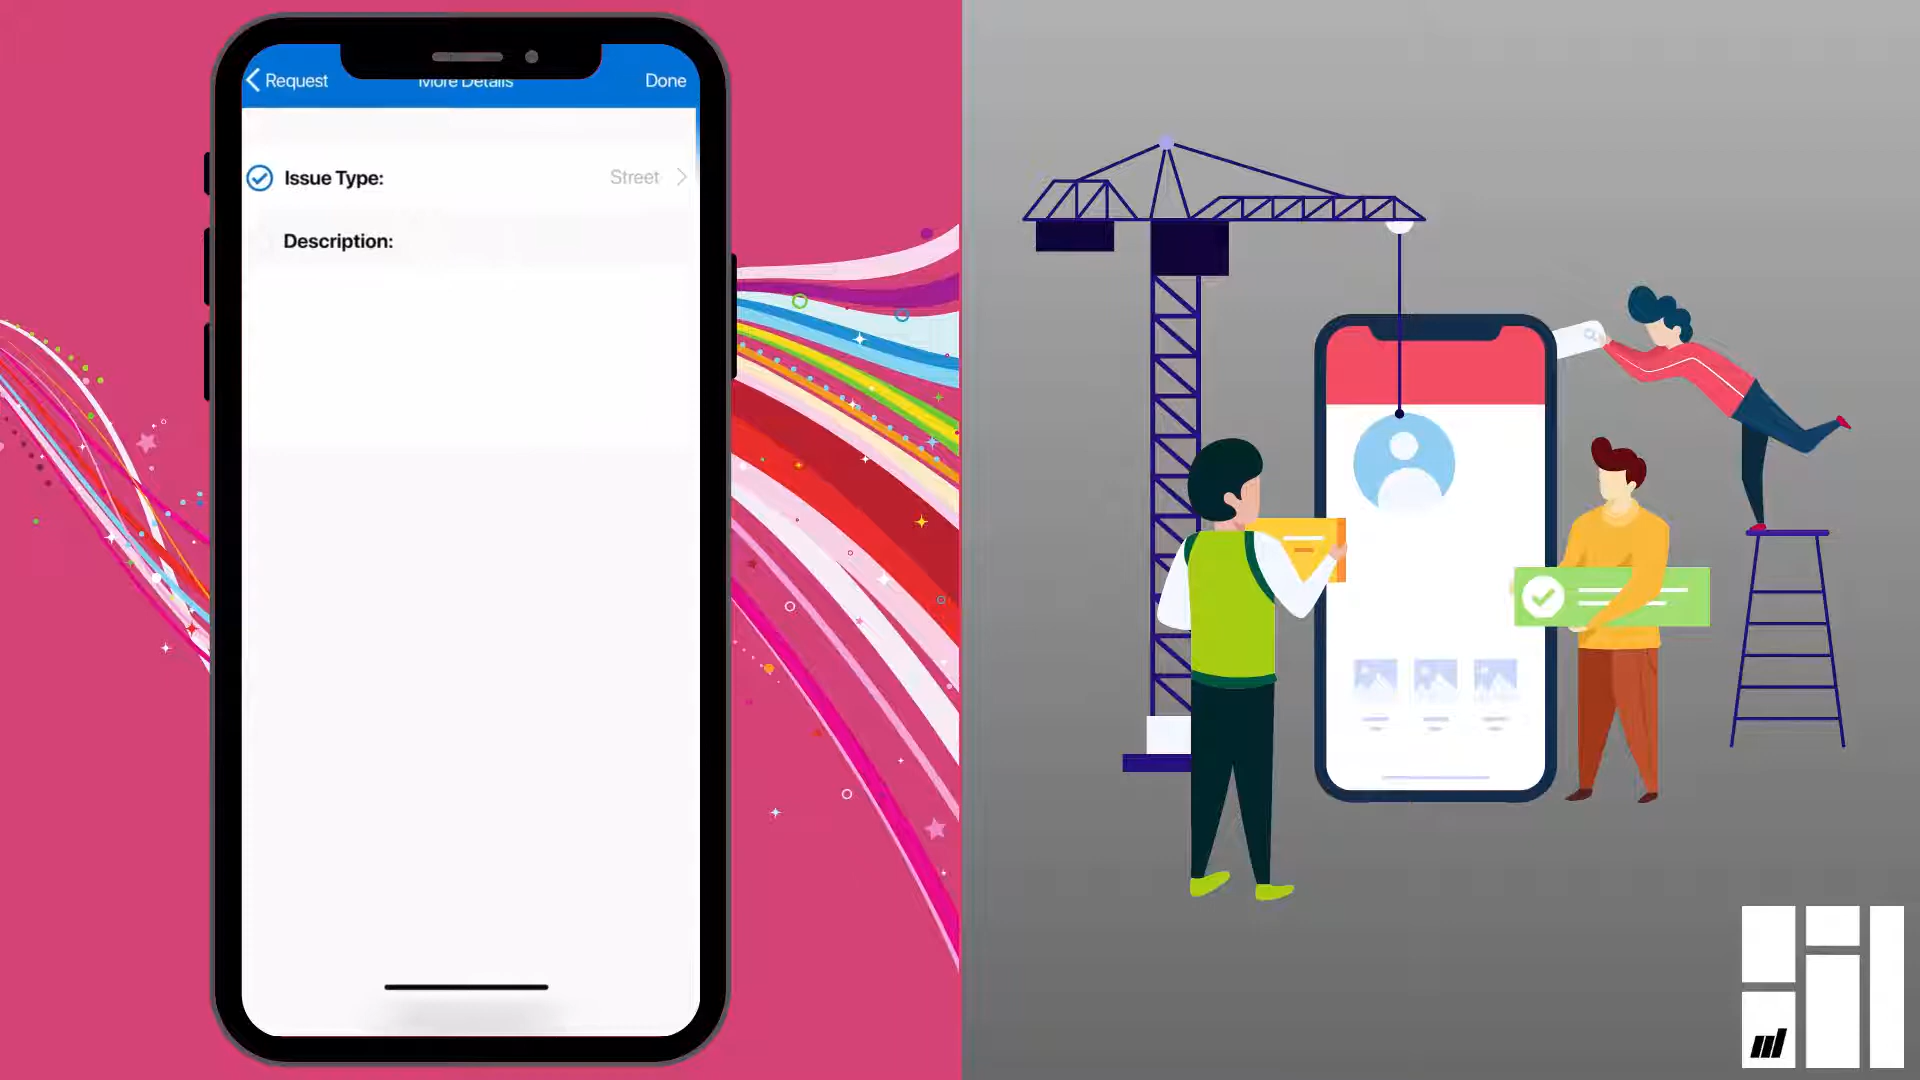 Request
More Details
Done
Issue Type:
Street
Description: